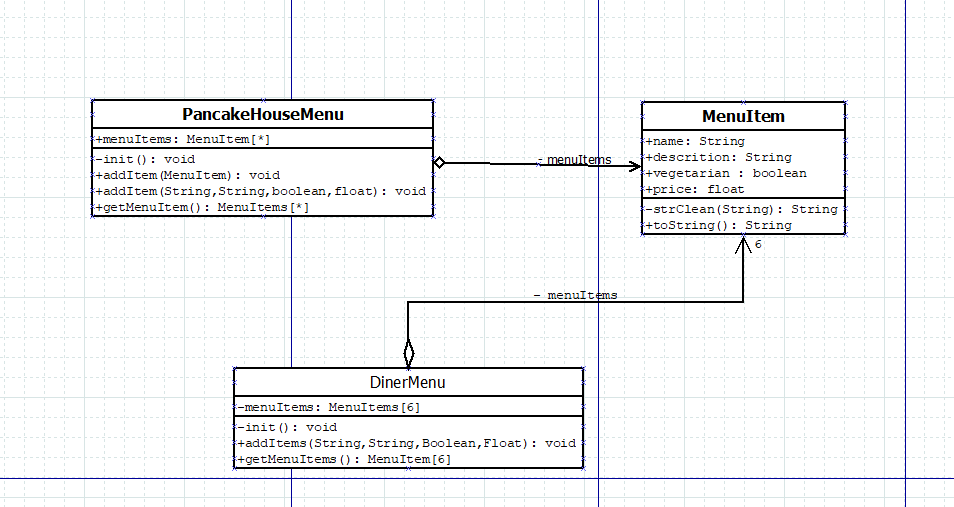 PancakeHouseMenu
+menuItems: MenuItem[*]
-init(): void
+addItem(MenuItem): void
+addItem(String,String,boolean,float): void
+getMenuItem(): MenuItems[*]
- menuItems
MenuItem
+name: String
+descrition: String
+vegetarian : boolean
+price: float
-strClean(String): String
+toString(): String
6
- menuItems
DinerMenu
-menuItems: MenuItems[6]
-init(): void
+addItems(String,String,Boolean,Float): void
+getMenuItems(): MenuItem[6]